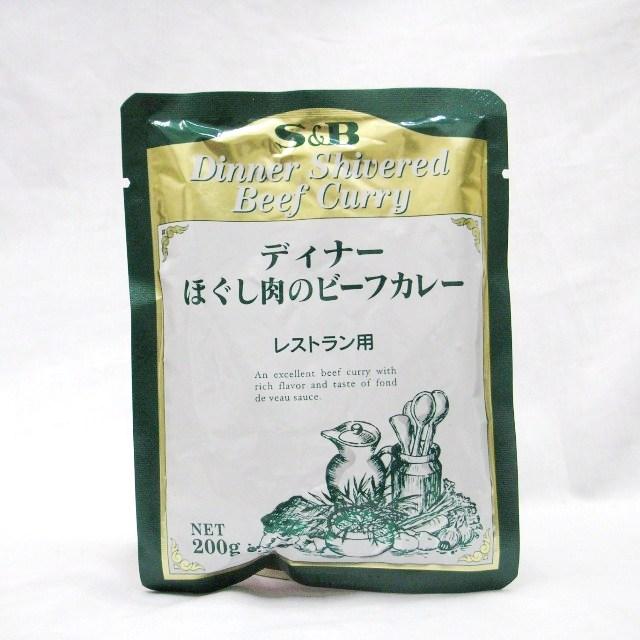 S&B
Dinner Shivered
Beef Curry
ディナー
ほぐし肉のビーフカレー
レストラン用
An excellent beef curry with
rich flavor and taste of fond
de veau sauce.
NET
200g